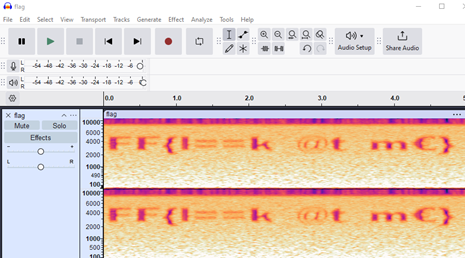 flag
File Edit Select View Transport Tracks Generate Effect Analyze Tools Help
Audio Setup
Share Audio
L
R
-54 -48 -42 -36 -30 -24 -18 -12 -6
L
R
-54 -48 -42 -36 -30 -24 -18 -12 -6
0.0 1.0 2.0 3.0 4.0
flag
flag
Mute Solo
Effects
- +
L R
10000
6000
4000
2000
1000
490
100
10000
6000
4000
2000
1000
FF{l==k @t m€}
FF{l==k @t m€}